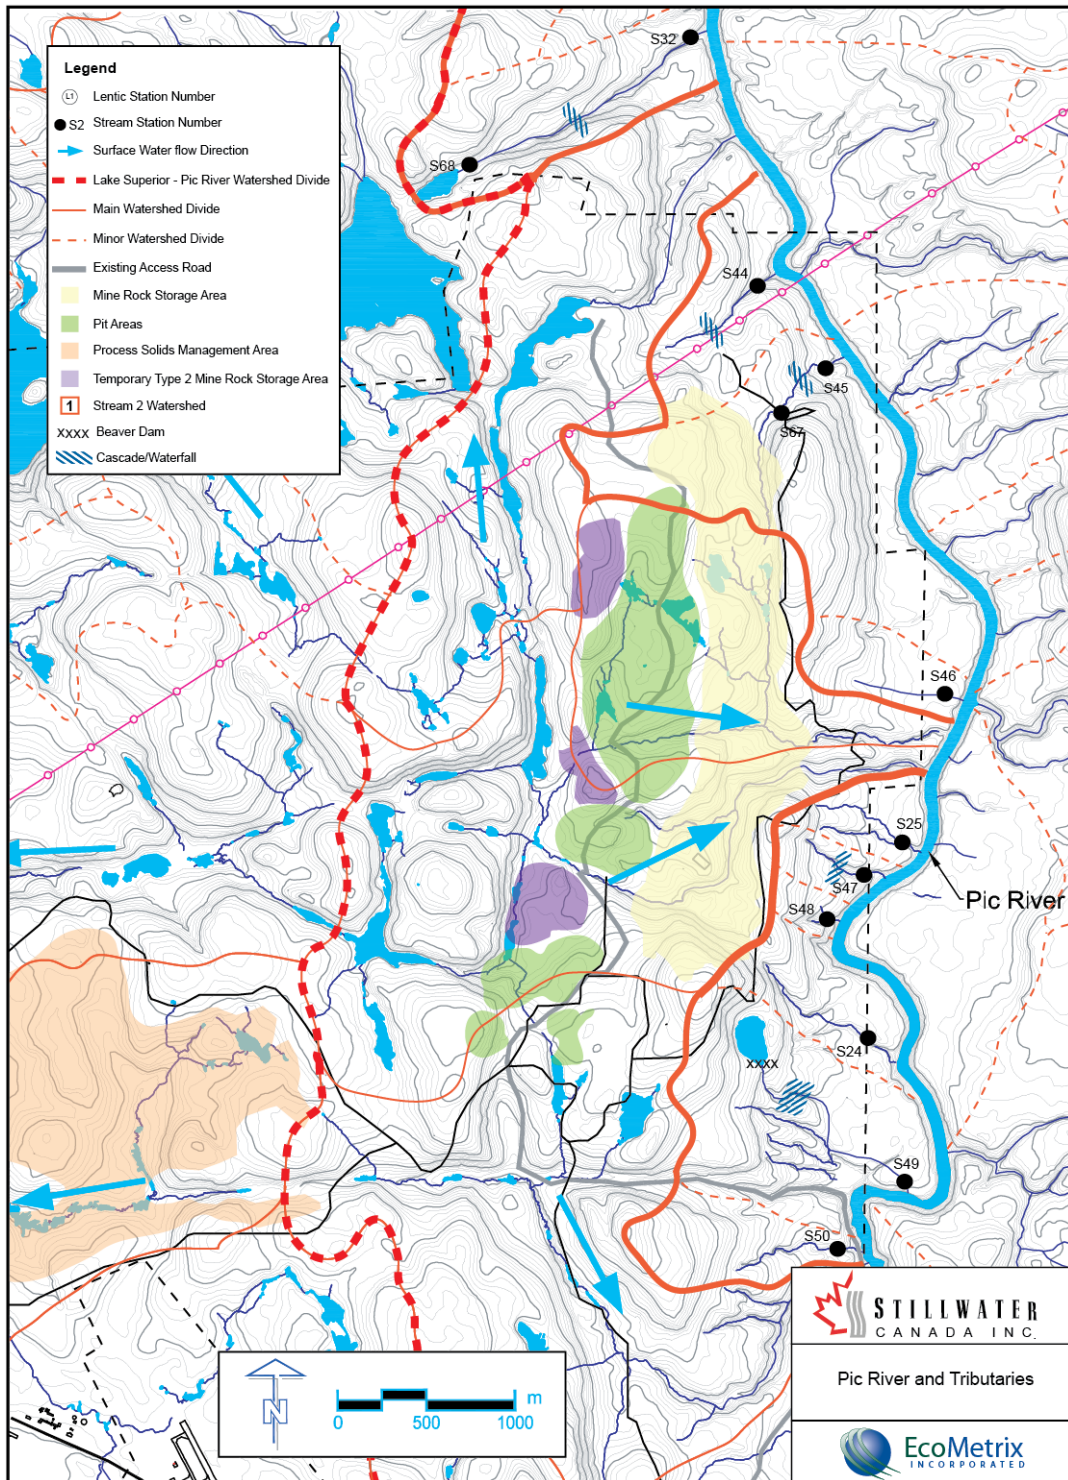 Legend
L1 Lentic Station Number
S2 Stream Station Number
Surface Water flow Direction
Lake Superior - Pic River Watershed Divide
Main Watershed Divide
Minor Watershed Divide
Existing Access Road
Mine Rock Storage Area
Pit Areas
Process Solids Management Area
Temporary Type 2 Mine Rock Storage Area
1 Stream 2 Watershed
xxxx Beaver Dam
Cascade/Waterfall
S32
S68
S44
S45
S67
S46
S25
S47
Pic River
S48
S24
xxxx
S49
S50
N
0 500 1000 m
STILLWATER
CANADA INC.
Pic River and Tributaries
EcoMetrix
INCORPORATED